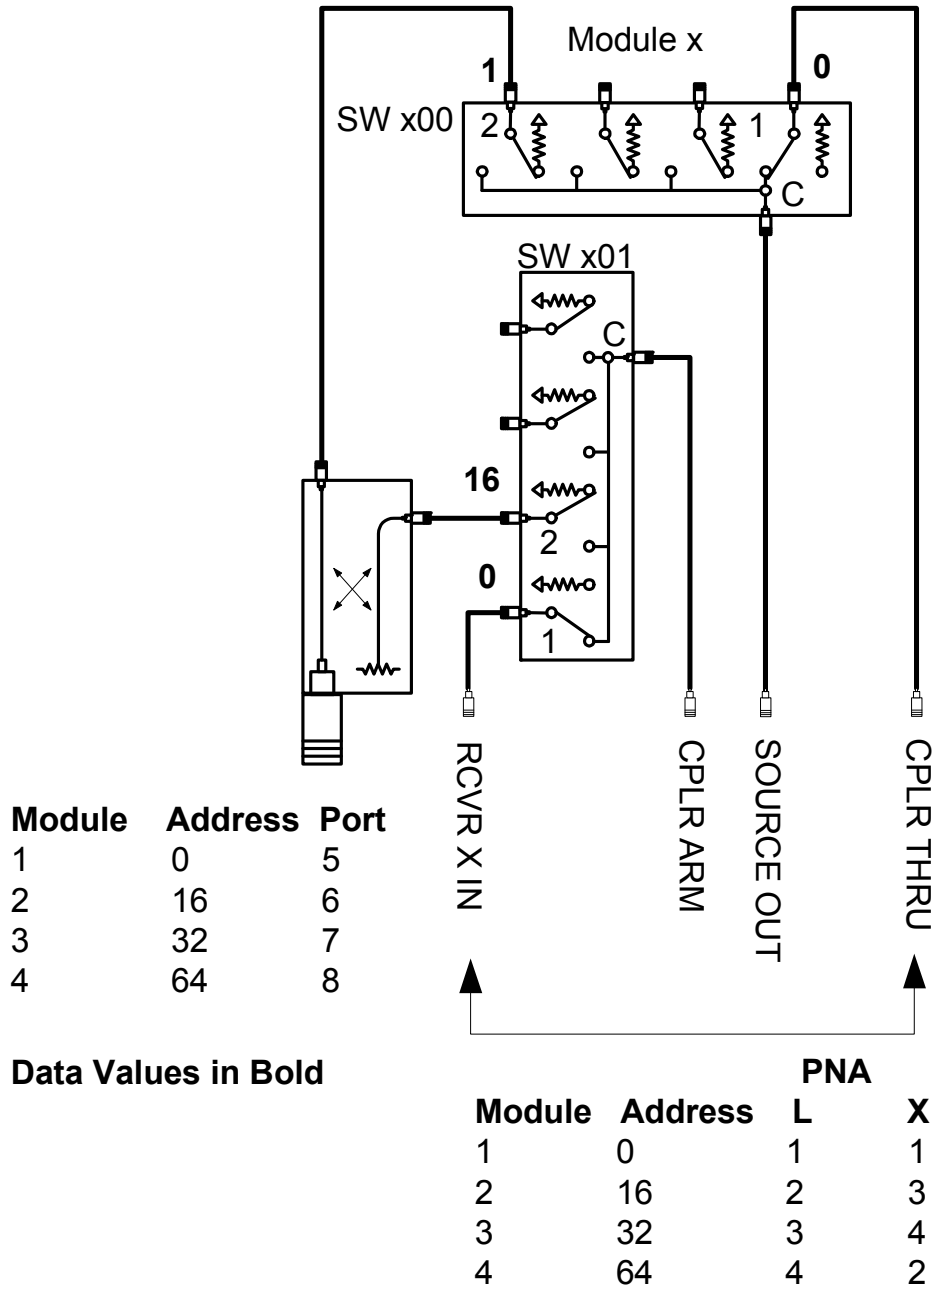 Module x
1
0
SW x00
2
1
C
SW x01
C
16
2
0
1
RCVR X IN
CPLR ARM
SOURCE OUT
CPLR THRU
Module Address Port
1 0 5
2 16 6
3 32 7
4 64 8
Data Values in Bold
PNA
Module Address L X
1 0 1 1
2 16 2 3
3 32 3 4
4 64 4 2